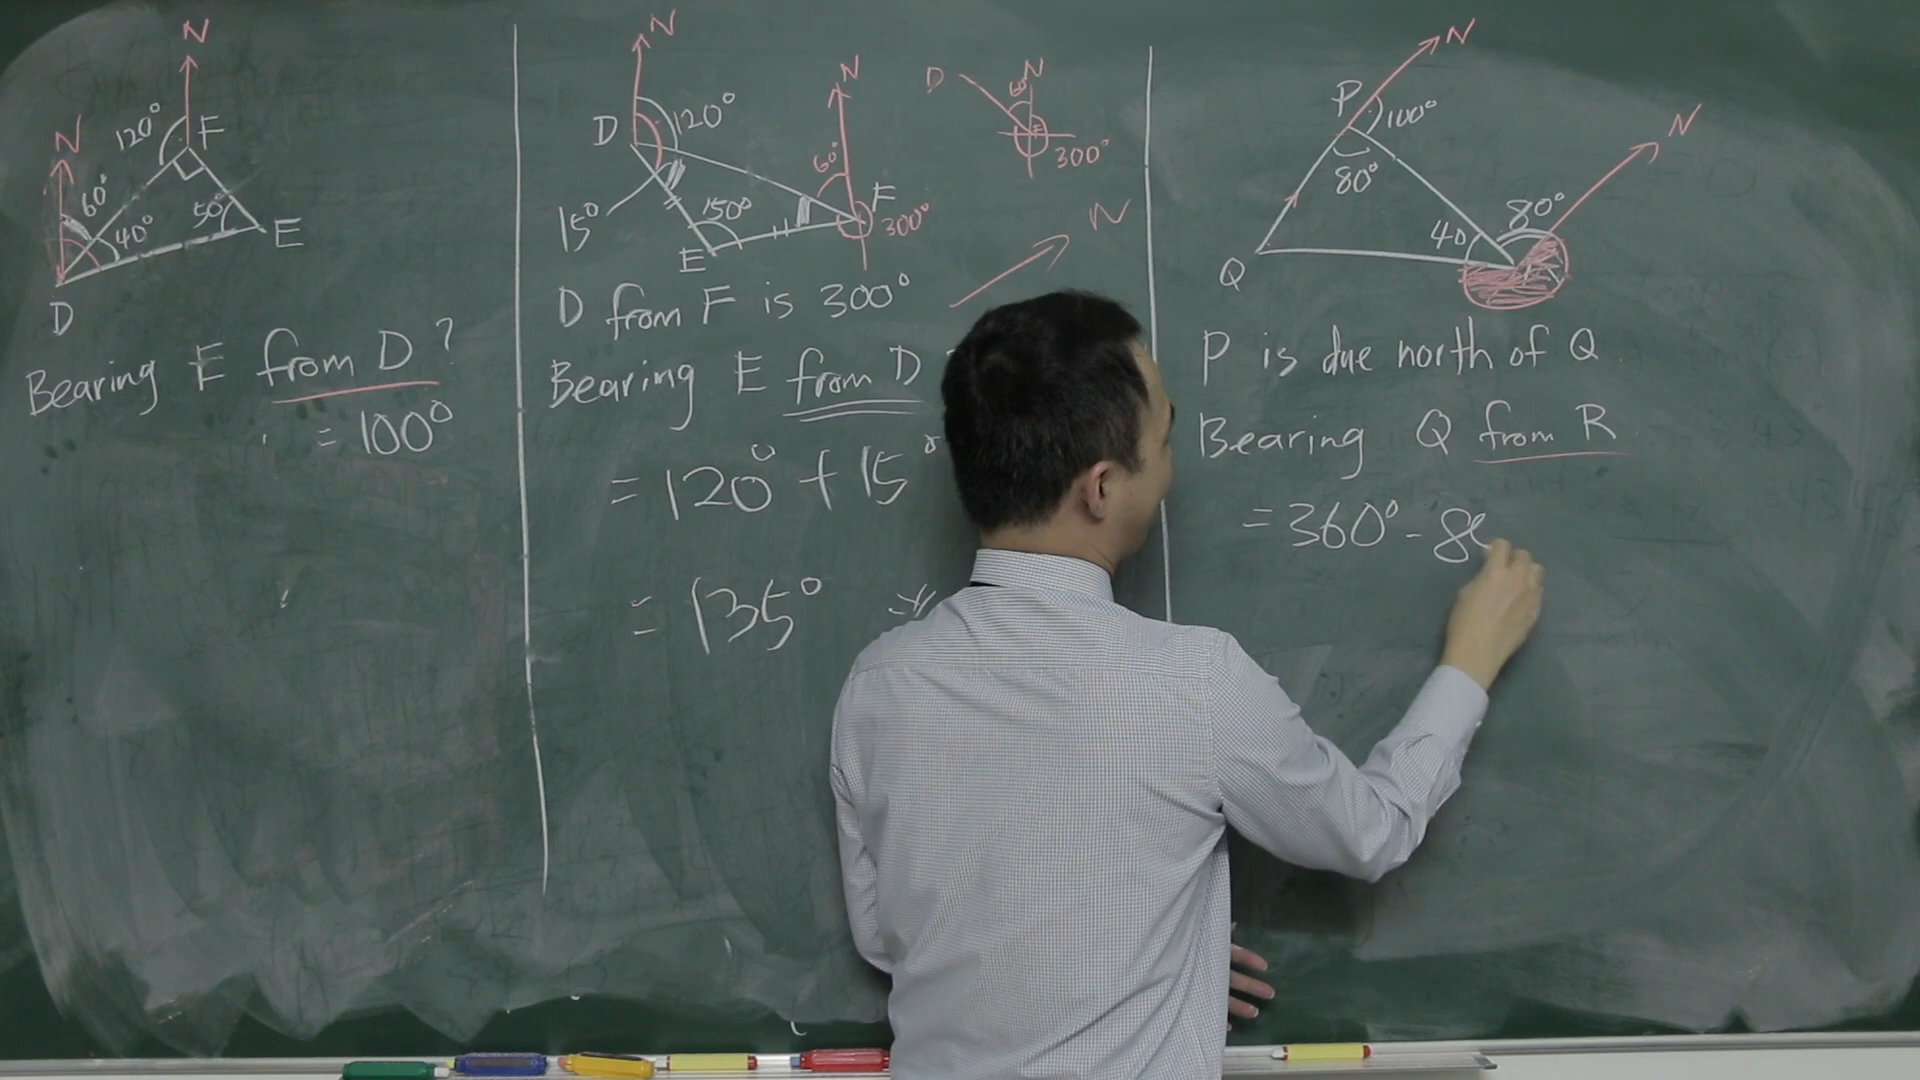 N
120°
F
N
60°
40°
50°
E
D
Bearing E from D?
= 100°
N
D
120°
N
60°
15°
150°
F
300°
E
D
N
60°
300°
N
D from F is 300°
Bearing E from D
= 120° + 15°
= 135°
N
P
100°
80°
N
80°
40
Q
P is due north of Q
Bearing Q from R
= 360° - 80